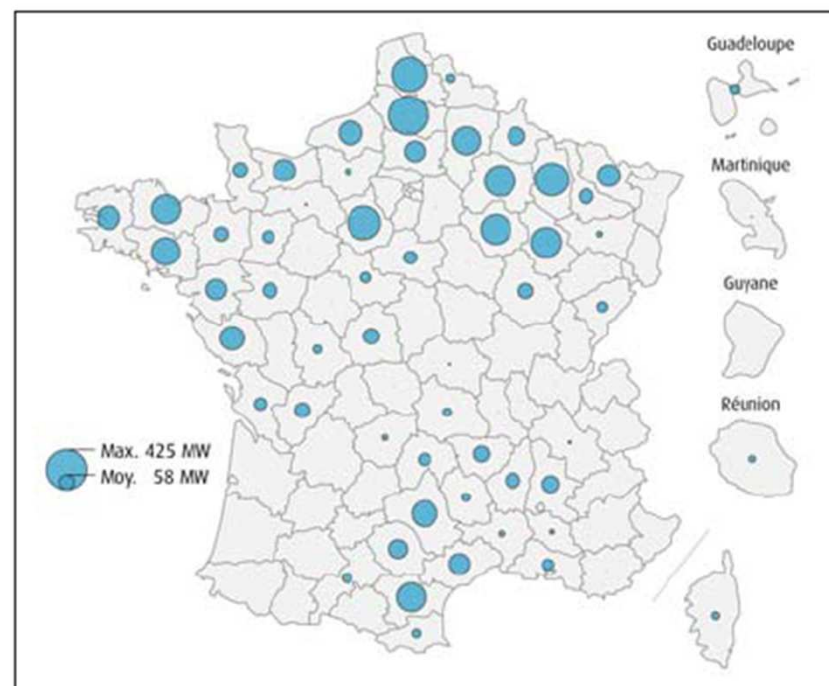 Guadeloupe
Martinique
Guyane
Réunion
Max. 425 MW
Moy. 58 MW